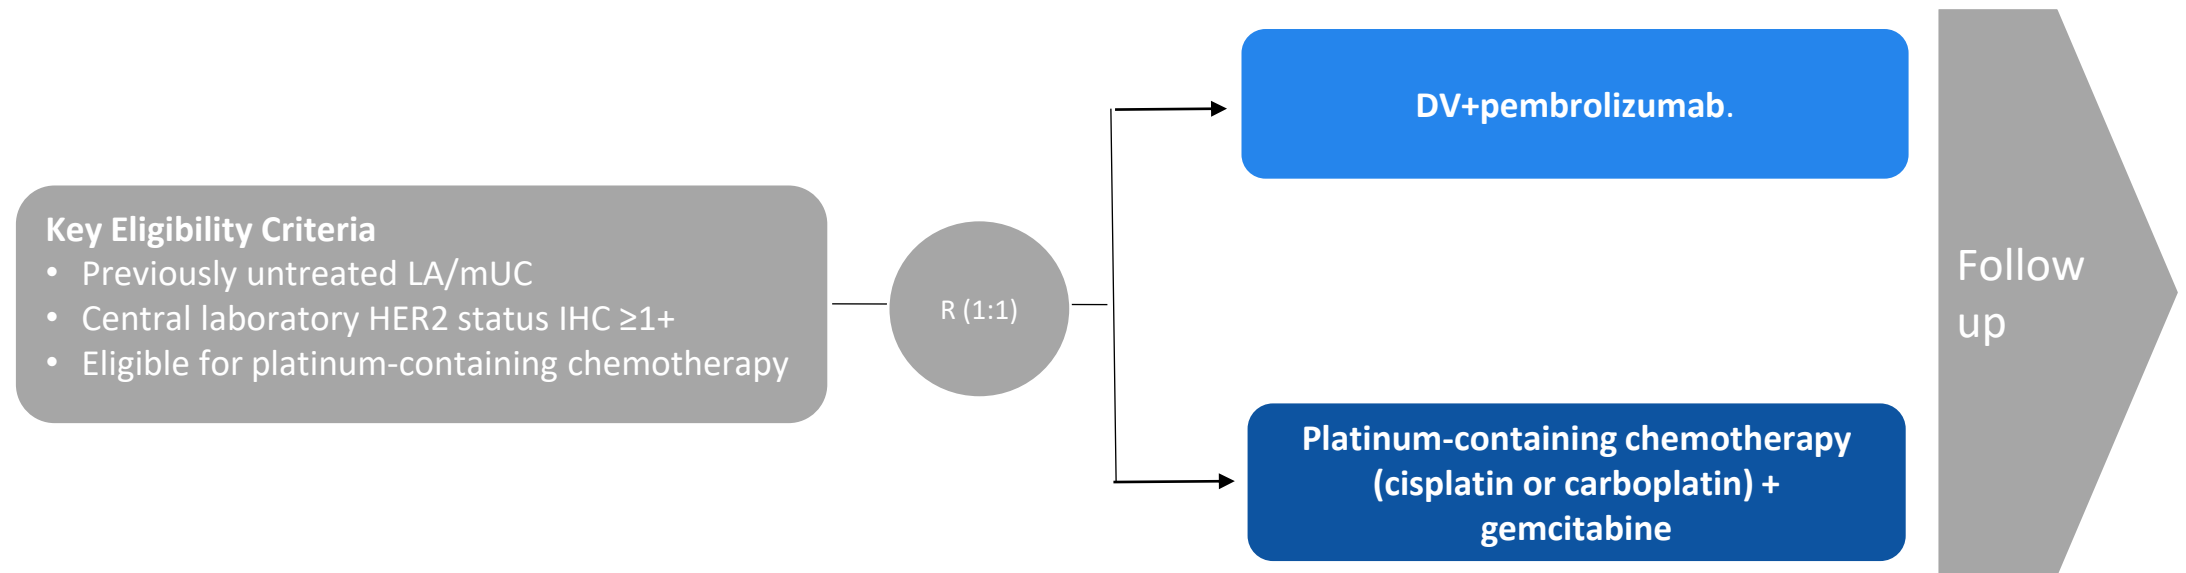 Key Eligibility Criteria
• Previously untreated LA/mUC
• Central laboratory HER2 status IHC ≥1+
• Eligible for platinum-containing chemotherapy
R (1:1)
DV+pembrolizumab.
Platinum-containing chemotherapy
(cisplatin or carboplatin) +
gemcitabine
Follow
up